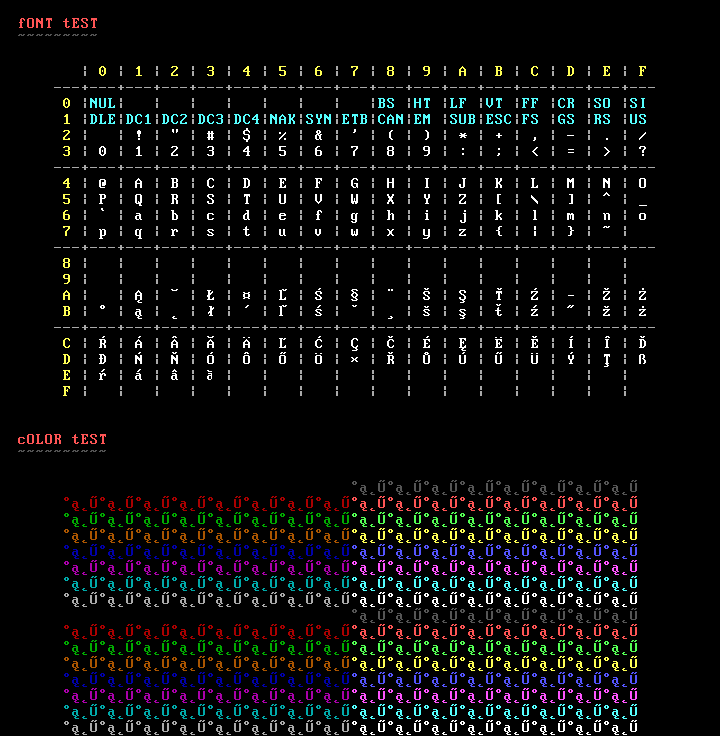 fONT tEST
~~~~~~~~~
¦ 0 ¦ 1 ¦ 2 ¦ 3 ¦ 4 ¦ 5 ¦ 6 ¦ 7 ¦ 8 ¦ 9 ¦ A ¦ B ¦ C ¦ D ¦ E ¦ F
--+---+---+---+---+---+---+---+---+---+---+---+---+---+---+---+---
0 ¦NUL¦   ¦   ¦   ¦   ¦   ¦   ¦   ¦BS ¦HT ¦LF ¦VT ¦FF ¦CR ¦SO ¦SI
1 ¦DLE¦DC1¦DC2¦DC3¦DC4¦NAK¦SYN¦ETB¦CAN¦EM ¦SUB¦ESC¦FS ¦GS ¦RS ¦US
2 ¦   ¦ ! ¦ " ¦ # ¦ $ ¦ % ¦ & ¦ ' ¦ ( ¦ ) ¦ * ¦ + ¦ , ¦ - ¦ . ¦ /
3 ¦ 0 ¦ 1 ¦ 2 ¦ 3 ¦ 4 ¦ 5 ¦ 6 ¦ 7 ¦ 8 ¦ 9 ¦ : ¦ ; ¦ < ¦ = ¦ > ¦ ?
--+---+---+---+---+---+---+---+---+---+---+---+---+---+---+---+---
4 ¦ @ ¦ A ¦ B ¦ C ¦ D ¦ E ¦ F ¦ G ¦ H ¦ I ¦ J ¦ K ¦ L ¦ M ¦ N ¦ O
5 ¦ P ¦ Q ¦ R ¦ S ¦ T ¦ U ¦ V ¦ W ¦ X ¦ Y ¦ Z ¦ [ ¦ \ ¦ ] ¦ ^ ¦ _
6 ¦ ` ¦ a ¦ b ¦ c ¦ d ¦ e ¦ f ¦ g ¦ h ¦ i ¦ j ¦ k ¦ l ¦ m ¦ n ¦ o
7 ¦ p ¦ q ¦ r ¦ s ¦ t ¦ u ¦ v ¦ w ¦ x ¦ y ¦ z ¦ { ¦ ¦ ¦ } ¦ ~ ¦
--+---+---+---+---+---+---+---+---+---+---+---+---+---+---+---+---
8 ¦   ¦   ¦   ¦   ¦   ¦   ¦   ¦   ¦   ¦   ¦   ¦   ¦   ¦   ¦   ¦
9 ¦   ¦   ¦   ¦   ¦   ¦   ¦   ¦   ¦   ¦   ¦   ¦   ¦   ¦   ¦   ¦
A ¦   ¦ Ą ¦ ˘ ¦ Ł ¦ ¤ ¦ Ľ ¦ Ś ¦ § ¦ ¨ ¦ Š ¦ Ş ¦ Ť ¦ Ź ¦ - ¦ Ž ¦ Ż
B ¦ ° ¦ ą ¦ ˛ ¦ ł ¦ ´ ¦ ľ ¦ ś ¦ ˇ ¦ ¸ ¦ š ¦ ş ¦ ť ¦ ź ¦ ˝ ¦ ž ¦ ż
--+---+---+---+---+---+---+---+---+---+---+---+---+---+---+---+---
C ¦ Ŕ ¦ Á ¦ Â ¦ Ă ¦ Ä ¦ Ĺ ¦ Ć ¦ Ç ¦ Č ¦ É ¦ Ę ¦ Ë ¦ Ě ¦ Í ¦ Î ¦ Ď
D ¦ Đ ¦ Ń ¦ Ň ¦ Ó ¦ Ô ¦ Ő ¦ Ö ¦ × ¦ Ř ¦ Ů ¦ Ú ¦ Ű ¦ Ü ¦ Ý ¦ Ţ ¦ ß
E ¦ ŕ ¦ á ¦ â ¦ ă ¦   ¦   ¦   ¦   ¦   ¦   ¦   ¦   ¦   ¦   ¦   ¦
F ¦   ¦   ¦   ¦   ¦   ¦   ¦   ¦   ¦   ¦   ¦   ¦   ¦   ¦   ¦   ¦
cOLOR tEST
~~~~~~~~~~
°ą˛Ű°ą˛Ű°ą˛Ű°ą˛Ű°ą˛Ű°ą˛Ű°ą˛Ű°ą˛Ű
°ą˛Ű°ą˛Ű°ą˛Ű°ą˛Ű°ą˛Ű°ą˛Ű°ą˛Ű°ą˛Ű°ą˛Ű°ą˛Ű°ą˛Ű°ą˛Ű°ą˛Ű°ą˛Ű°ą˛Ű°ą˛Ű
°ą˛Ű°ą˛Ű°ą˛Ű°ą˛Ű°ą˛Ű°ą˛Ű°ą˛Ű°ą˛Ű°ą˛Ű°ą˛Ű°ą˛Ű°ą˛Ű°ą˛Ű°ą˛Ű°ą˛Ű°ą˛Ű
°ą˛Ű°ą˛Ű°ą˛Ű°ą˛Ű°ą˛Ű°ą˛Ű°ą˛Ű°ą˛Ű°ą˛Ű°ą˛Ű°ą˛Ű°ą˛Ű°ą˛Ű°ą˛Ű°ą˛Ű°ą˛Ű
°ą˛Ű°ą˛Ű°ą˛Ű°ą˛Ű°ą˛Ű°ą˛Ű°ą˛Ű°ą˛Ű°ą˛Ű°ą˛Ű°ą˛Ű°ą˛Ű°ą˛Ű°ą˛Ű°ą˛Ű°ą˛Ű
°ą˛Ű°ą˛Ű°ą˛Ű°ą˛Ű°ą˛Ű°ą˛Ű°ą˛Ű°ą˛Ű°ą˛Ű°ą˛Ű°ą˛Ű°ą˛Ű°ą˛Ű°ą˛Ű°ą˛Ű°ą˛Ű
°ą˛Ű°ą˛Ű°ą˛Ű°ą˛Ű°ą˛Ű°ą˛Ű°ą˛Ű°ą˛Ű°ą˛Ű°ą˛Ű°ą˛Ű°ą˛Ű°ą˛Ű°ą˛Ű°ą˛Ű°ą˛Ű
°ą˛Ű°ą˛Ű°ą˛Ű°ą˛Ű°ą˛Ű°ą˛Ű°ą˛Ű°ą˛Ű°ą˛Ű°ą˛Ű°ą˛Ű°ą˛Ű°ą˛Ű°ą˛Ű°ą˛Ű°ą˛Ű
°ą˛Ű°ą˛Ű°ą˛Ű°ą˛Ű°ą˛Ű°ą˛Ű°ą˛Ű°ą˛Ű
°ą˛Ű°ą˛Ű°ą˛Ű°ą˛Ű°ą˛Ű°ą˛Ű°ą˛Ű°ą˛Ű°ą˛Ű°ą˛Ű°ą˛Ű°ą˛Ű°ą˛Ű°ą˛Ű°ą˛Ű°ą˛Ű
°ą˛Ű°ą˛Ű°ą˛Ű°ą˛Ű°ą˛Ű°ą˛Ű°ą˛Ű°ą˛Ű°ą˛Ű°ą˛Ű°ą˛Ű°ą˛Ű°ą˛Ű°ą˛Ű°ą˛Ű°ą˛Ű
°ą˛Ű°ą˛Ű°ą˛Ű°ą˛Ű°ą˛Ű°ą˛Ű°ą˛Ű°ą˛Ű°ą˛Ű°ą˛Ű°ą˛Ű°ą˛Ű°ą˛Ű°ą˛Ű°ą˛Ű°ą˛Ű
°ą˛Ű°ą˛Ű°ą˛Ű°ą˛Ű°ą˛Ű°ą˛Ű°ą˛Ű°ą˛Ű°ą˛Ű°ą˛Ű°ą˛Ű°ą˛Ű°ą˛Ű°ą˛Ű°ą˛Ű°ą˛Ű
°ą˛Ű°ą˛Ű°ą˛Ű°ą˛Ű°ą˛Ű°ą˛Ű°ą˛Ű°ą˛Ű°ą˛Ű°ą˛Ű°ą˛Ű°ą˛Ű°ą˛Ű°ą˛Ű°ą˛Ű°ą˛Ű
°ą˛Ű°ą˛Ű°ą˛Ű°ą˛Ű°ą˛Ű°ą˛Ű°ą˛Ű°ą˛Ű°ą˛Ű°ą˛Ű°ą˛Ű°ą˛Ű°ą˛Ű°ą˛Ű°ą˛Ű°ą˛Ű
°ą˛Ű°ą˛Ű°ą˛Ű°ą˛Ű°ą˛Ű°ą˛Ű°ą˛Ű°ą˛Ű°ą˛Ű°ą˛Ű°ą˛Ű°ą˛Ű°ą˛Ű°ą˛Ű°ą˛Ű°ą˛Ű